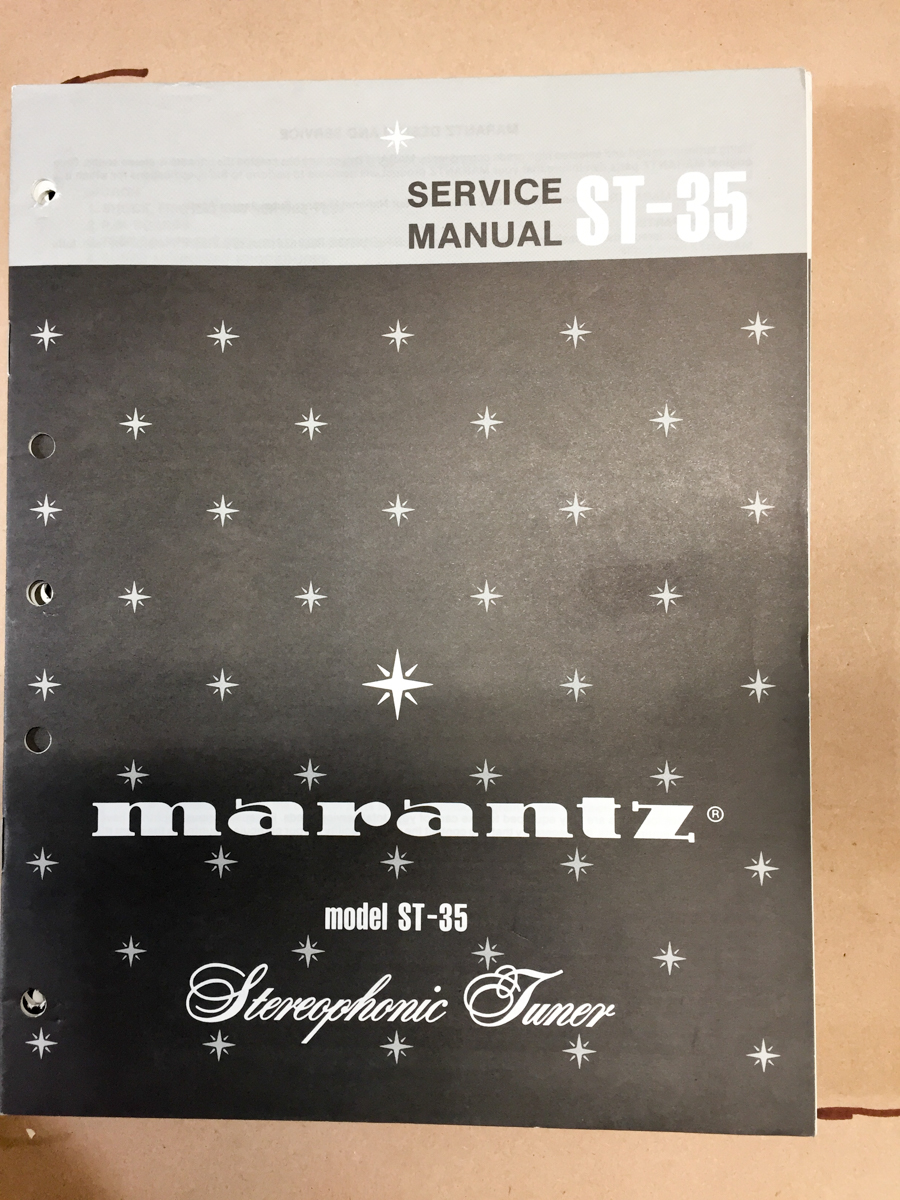 SERVICE
MANUAL
ST-35
marantz®
model ST-35
Stereophonic Tuner